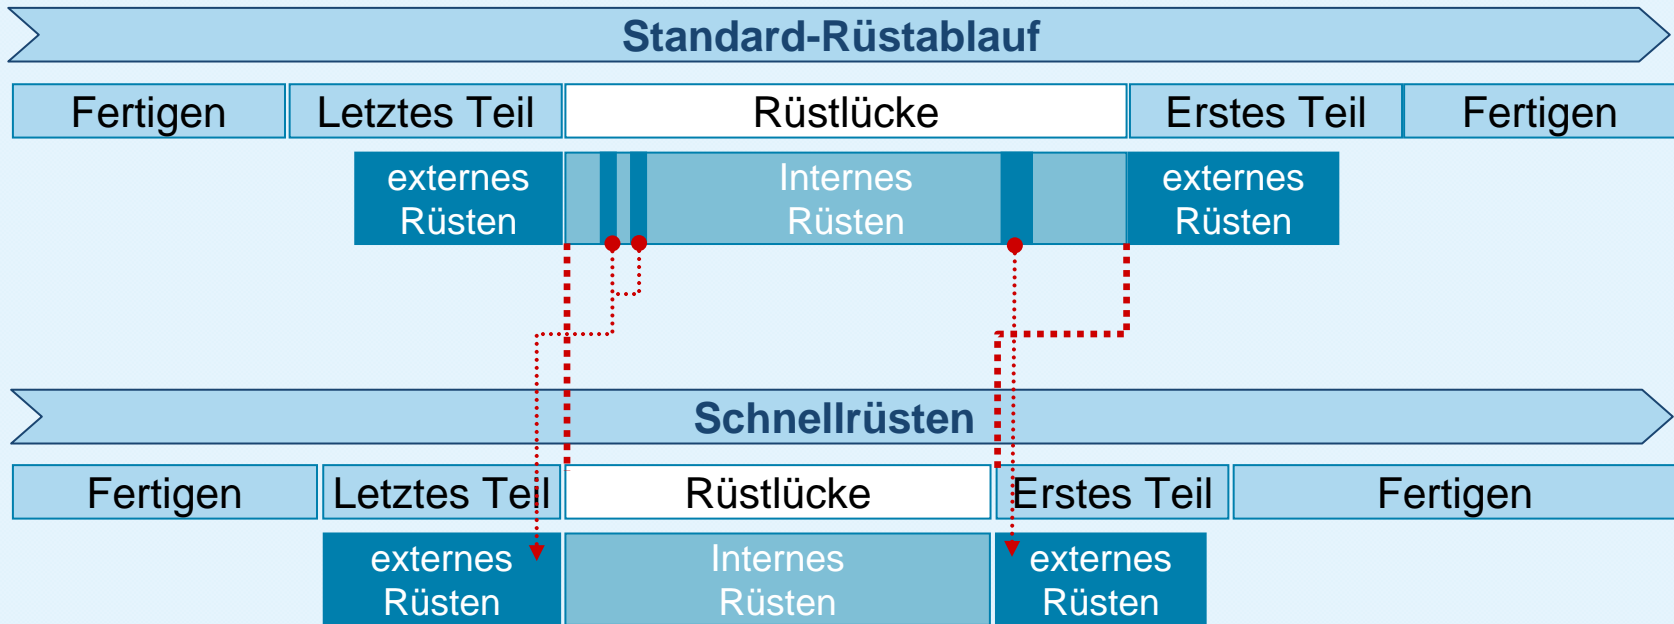 Standard-Rüstablauf
Fertigen Letztes Teil Rüstlücke Erstes Teil Fertigen
externes Internes externes
Rüsten Rüsten Rüsten
Schnellrüsten
Fertigen Letztes Teil Rüstlücke Erstes Teil Fertigen
externes Internes externes
Rüsten Rüsten Rüsten